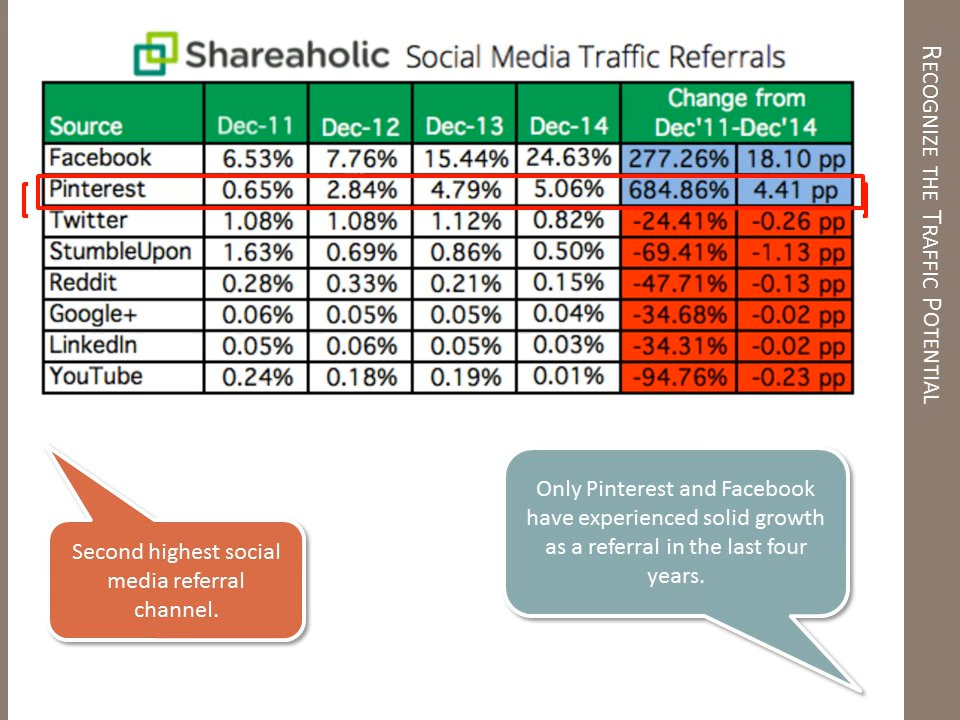 Shareaholic Social Media Traffic Referrals
Source Dec-11 Dec-12 Dec-13 Dec-14 Change from
Dec'11-Dec'14
Facebook 6.53% 7.76% 15.44% 24.63% 277.26% 18.10 pp
Pinterest 0.65% 2.84% 4.79% 5.06% 684.86% 4.41 pp
Twitter 1.08% 1.08% 1.12% 0.82% -24.41% -0.26 pp
StumbleUpon 1.63% 0.69% 0.86% 0.50% -69.41% -1.13 pp
Reddit 0.28% 0.33% 0.21% 0.15% -47.71% -0.13 pp
Google+ 0.06% 0.05% 0.05% 0.04% -34.68% -0.02 pp
LinkedIn 0.05% 0.06% 0.05% 0.03% -34.31% -0.02 pp
YouTube 0.24% 0.18% 0.19% 0.01% -94.76% -0.23 pp
Second highest social
media referral
channel.
Only Pinterest and Facebook
have experienced solid growth
as a referral in the last four
years.
RECOGNIZE THE TRAFFIC POTENTIAL